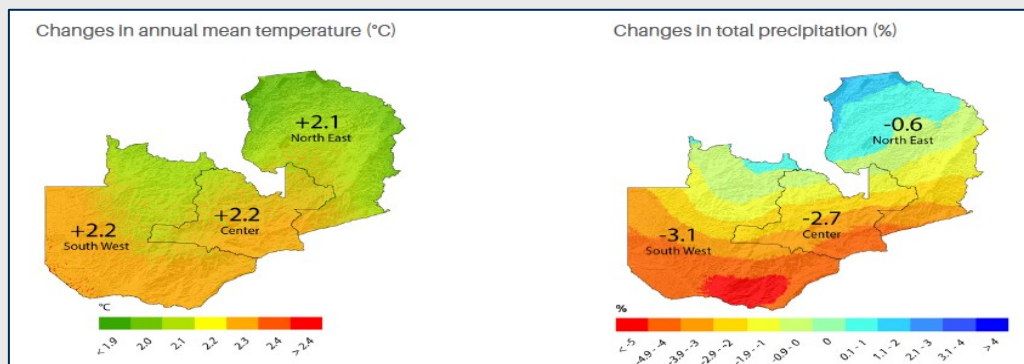 Changes in annual mean temperature (°C)
+2.1
North East
+2.2
South West
+2.2
Center
°C
< 1.9 2.0 2.1 2.2 2.3 2.4 > 2.4
Changes in total precipitation (%)
-0.6
North East
-3.1
South West
-2.7
Center
%
< -5 -4.9 - -4 -3.9 - -3 -2.9 - -2 -1.9 - -1 -0.9 - 0 0 0.1 - 1 1.1 - 2 2.1 - 3 3.1 - 4 > 4